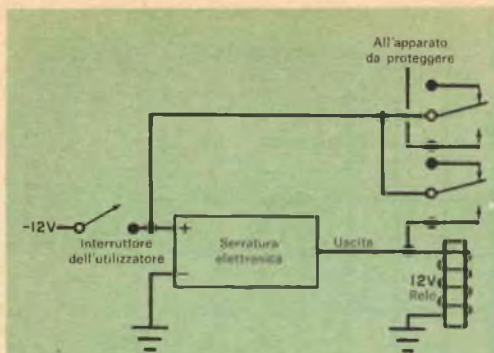 All'apparato
da proteggere
-12V
Interruttore
dell'utilizzatore
+
−
Serratura
elettronica
Uscita
12V
Relè